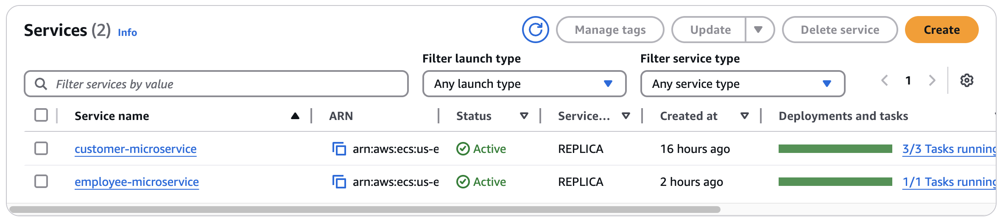 Services (2) Info
Manage tags
Update
Delete service
Create
Filter launch type
Filter service type
Filter services by value
Any launch type
Any service type
1
Service name ARN Status Service... Created at Deployments and tasks
customer-microservice arn:aws:ecs:us-e Active REPLICA 16 hours ago 3/3 Tasks running
employee-microservice arn:aws:ecs:us-e Active REPLICA 2 hours ago 1/1 Tasks running